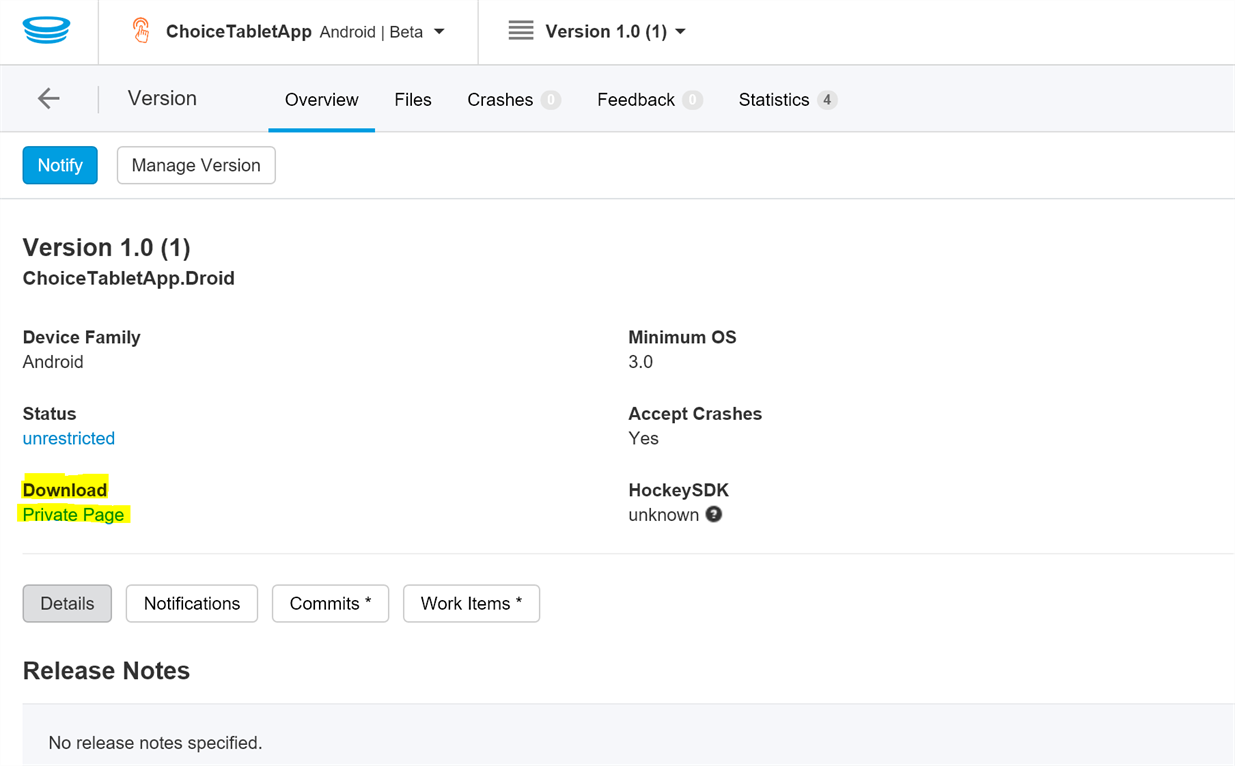 ChoiceTabletApp Android | Beta Version 1.0 (1)
Version Overview Files Crashes 0 Feedback 0 Statistics 4
Notify Manage Version
Version 1.0 (1)
ChoiceTabletApp.Droid
Device Family Minimum OS
Android 3.0
Status Accept Crashes
unrestricted Yes
Download HockeySDK
Private Page unknown ?
Details Notifications Commits * Work Items *
Release Notes
No release notes specified.